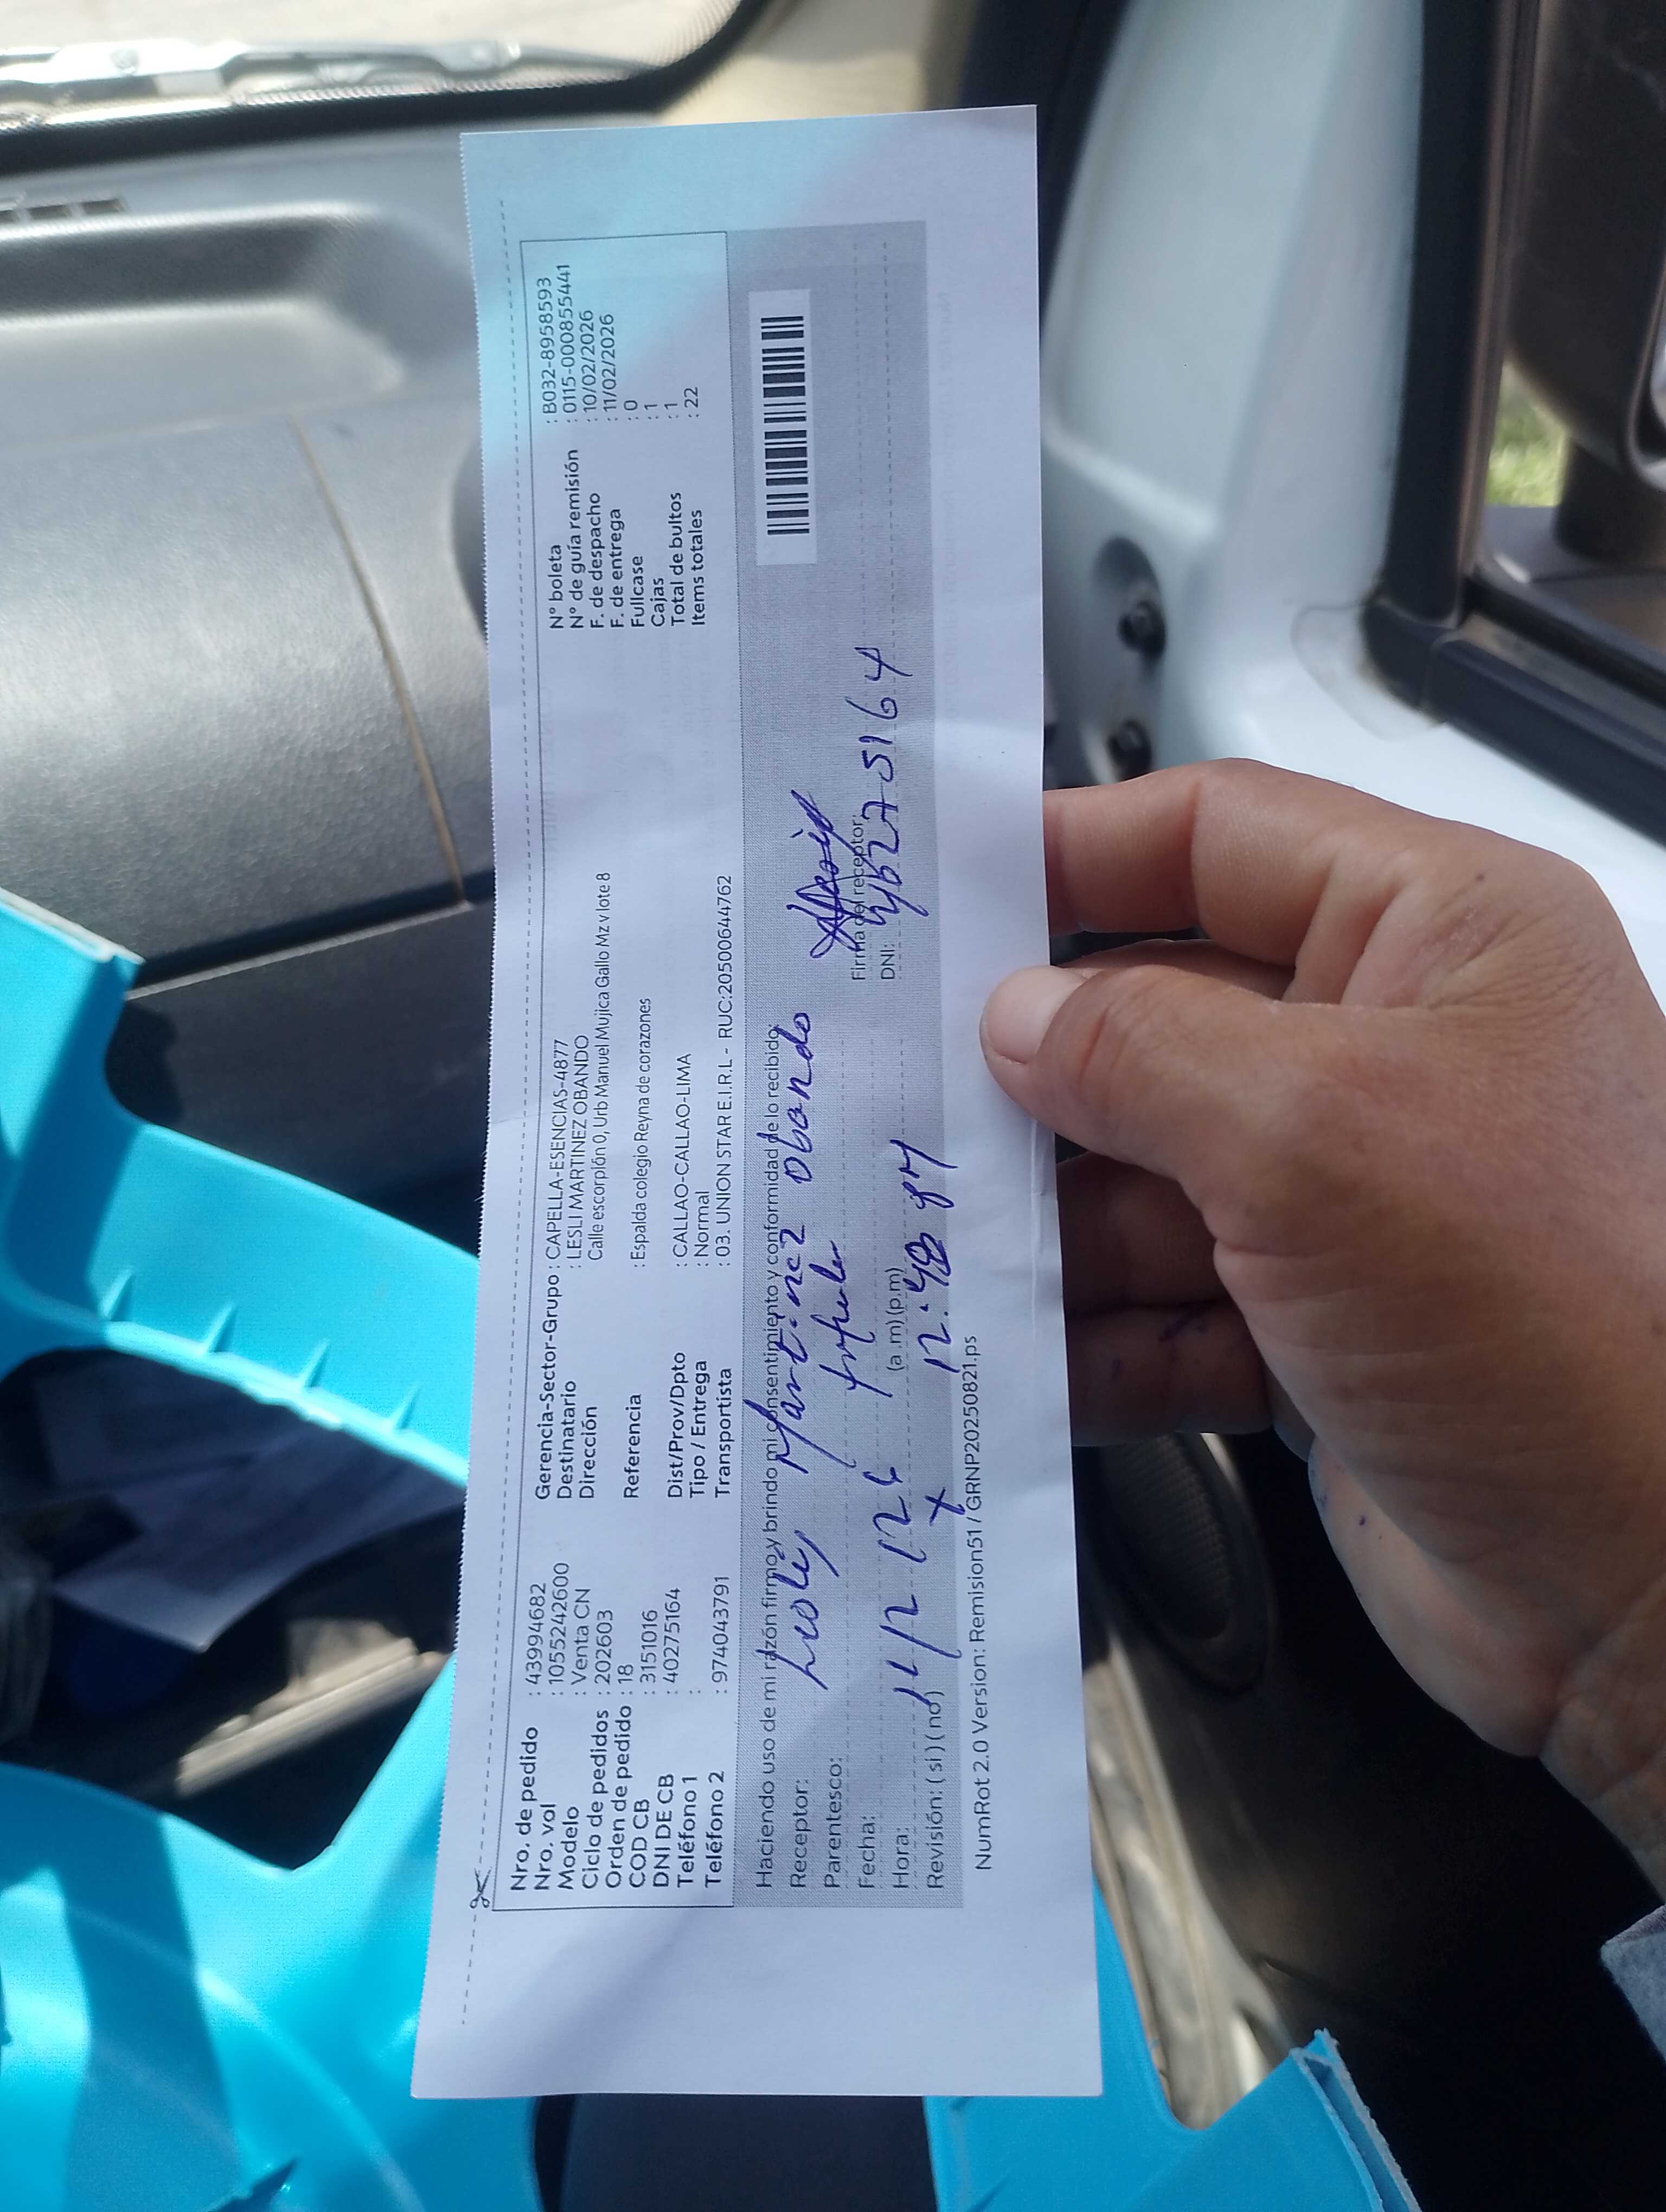 Nro. de pedido : 43994682
Nro. vol : 1055242600
Modelo : Venta CN
Ciclo de pedidos : 202603
Orden de pedido : 18
COD CB : 3151016
DNI DE CB : 40275164
Teléfono 1 :
Teléfono 2 : 974043791
Gerencia-Sector-Grupo : CAPELLA-ESENCIAS-4877
Destinatario : LESLI MARTINEZ OBANDO
Dirección Calle escorpión 0, Urb Manuel Mujica Gallo Mz v lote 8
Referencia : Espalda colegio Reyna de corazones
Dist/Prov/Dpto : CALLAO-CALLAO-LIMA
Tipo / Entrega : Normal
Transportista : 03. UNION STAR E.I.R.L - RUC:20500644762
N° boleta : B032-8958593
N° de guía remisión : 0115-000855441
F. de despacho : 10/02/2026
F. de entrega : 11/02/2026
Fullcase : 0
Cajas : 1
Total de bultos : 1
Items totales : 22
Haciendo uso de mi razón firmo y brindo mi consentimiento y conformidad de lo recibido:
Receptor: Lesly Martinez Obando
Parentesco:
Firma del receptor:
Fecha: 11/2/26
DNI: 40275164
Hora: (a.m) (p.m) 12:48 PM
Revisión: ( si ) ( no ) X
NumRot 2.0 Version: Remision51 / GRNP20250821.ps